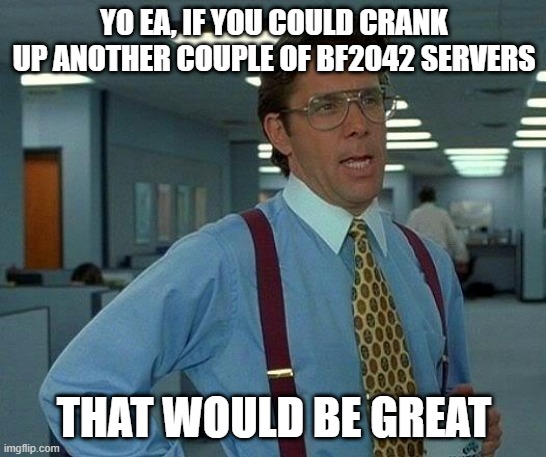 YO EA, IF YOU COULD CRANK
UP ANOTHER COUPLE OF BF2042 SERVERS
THAT WOULD BE GREAT
imgflip.com